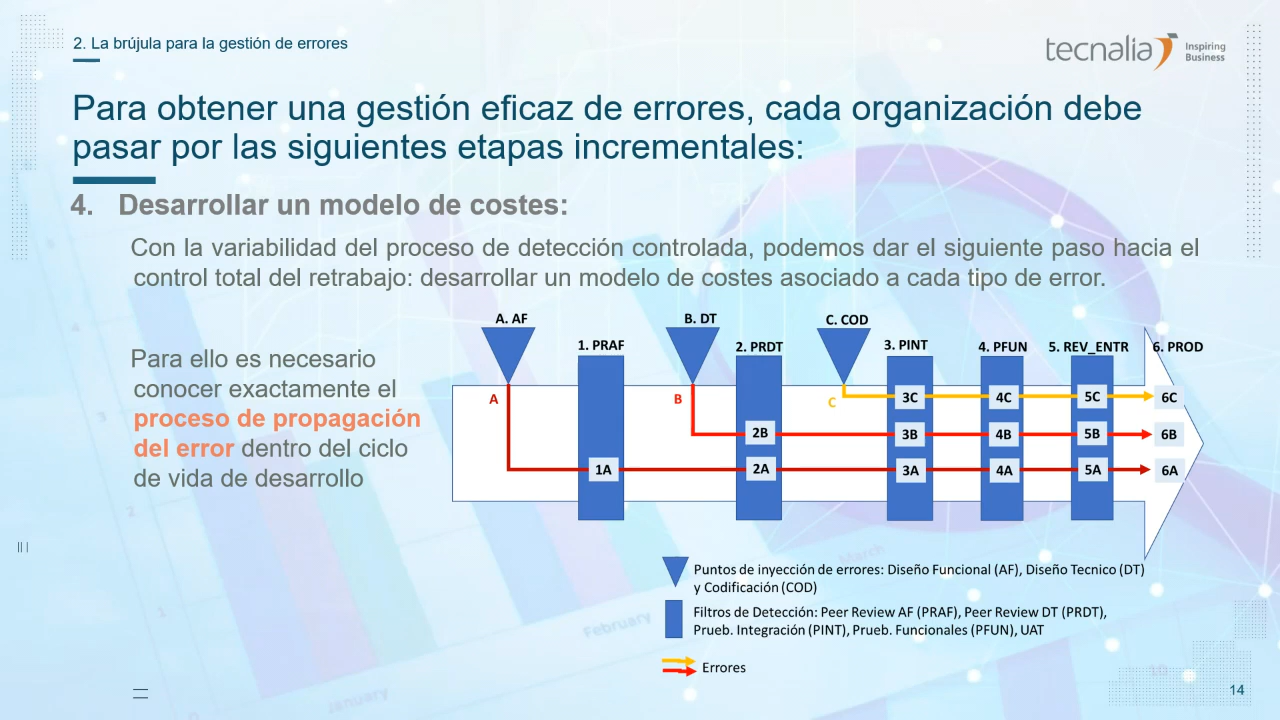 2. La brújula para la gestión de errores
tecnalia Inspiring
Business
Para obtener una gestión eficaz de errores, cada organización debe
pasar por las siguientes etapas incrementales:
4. Desarrollar un modelo de costes:
Con la variabilidad del proceso de detección controlada, podemos dar el siguiente paso hacia el
control total del retrabajo: desarrollar un modelo de costes asociado a cada tipo de error.
Para ello es necesario
conocer exactamente el
proceso de propagación
del error dentro del ciclo
de vida de desarrollo
A. AF
B. DT
C. COD
1. PRAF
2. PRDT
3. PINT
4. PFUN
5. REV_ENTR
6. PROD
A
B
C
3C
4C
5C
6C
2B
3B
4B
5B
6B
1A
2A
3A
4A
5A
6A
Puntos de inyección de errores: Diseño Funcional (AF), Diseño Tecnico (DT)
y Codificación (COD)
Filtros de Detección: Peer Review AF (PRAF), Peer Review DT (PRDT),
Prueb. Integración (PINT), Prueb. Funcionales (PFUN), UAT
Errores
January
February
March
14